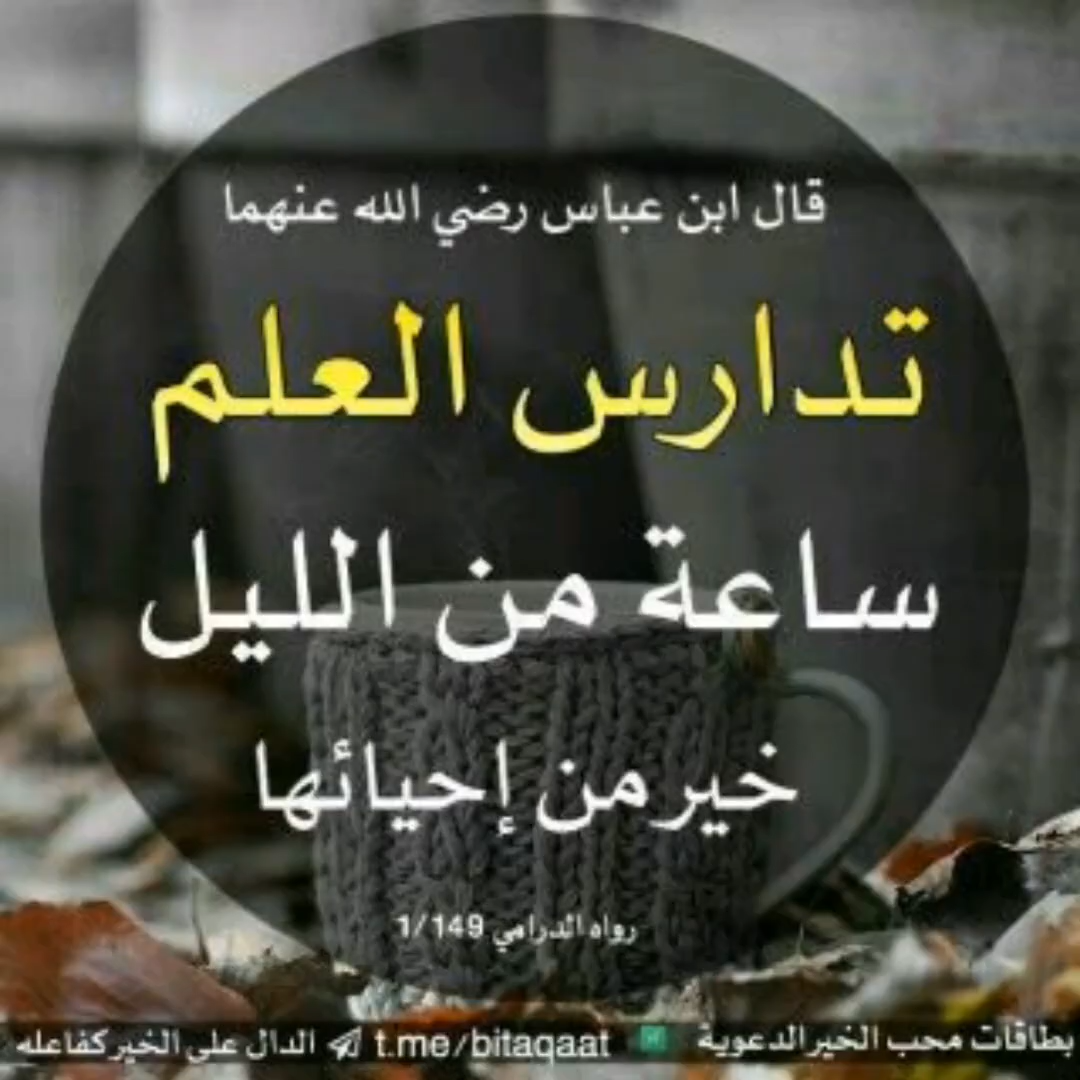 قال ابن عباس رضي الله عنهما
تدارس العلم
ساعة من الليل
خير من إحيائها
رواه الدرامي 1/149
بطاقات محب الخير الدعوية t.me/bitaqaat الدال على الخير كفاعله